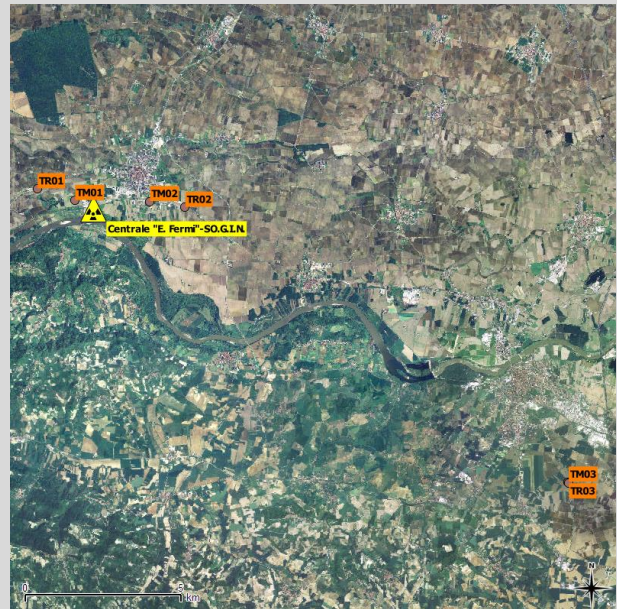 TR01
TM01
TM02
TR02
Centrale "E. Fermi"-SO.G.I.N.
TM03
TR03
N
0 5
km